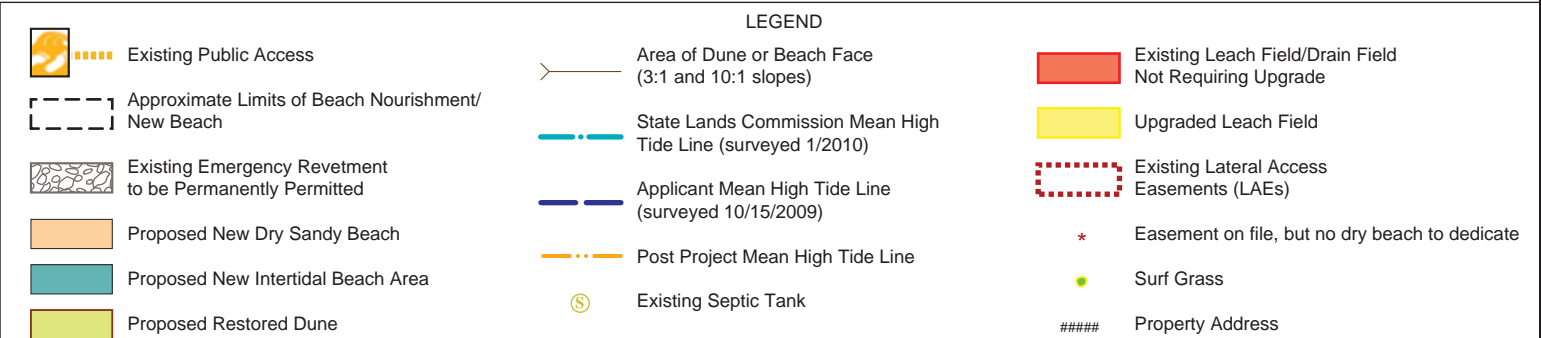 LEGEND
Existing Public Access
Approximate Limits of Beach Nourishment/
New Beach
Existing Emergency Revetment
to be Permanently Permitted
Proposed New Dry Sandy Beach
Proposed New Intertidal Beach Area
Proposed Restored Dune
Area of Dune or Beach Face
(3:1 and 10:1 slopes)
State Lands Commission Mean High
Tide Line (surveyed 1/2010)
Applicant Mean High Tide Line
(surveyed 10/15/2009)
Post Project Mean High Tide Line
S Existing Septic Tank
Existing Leach Field/Drain Field
Not Requiring Upgrade
Upgraded Leach Field
Existing Lateral Access
Easements (LAEs)
* Easement on file, but no dry beach to dedicate
Surf Grass
##### Property Address